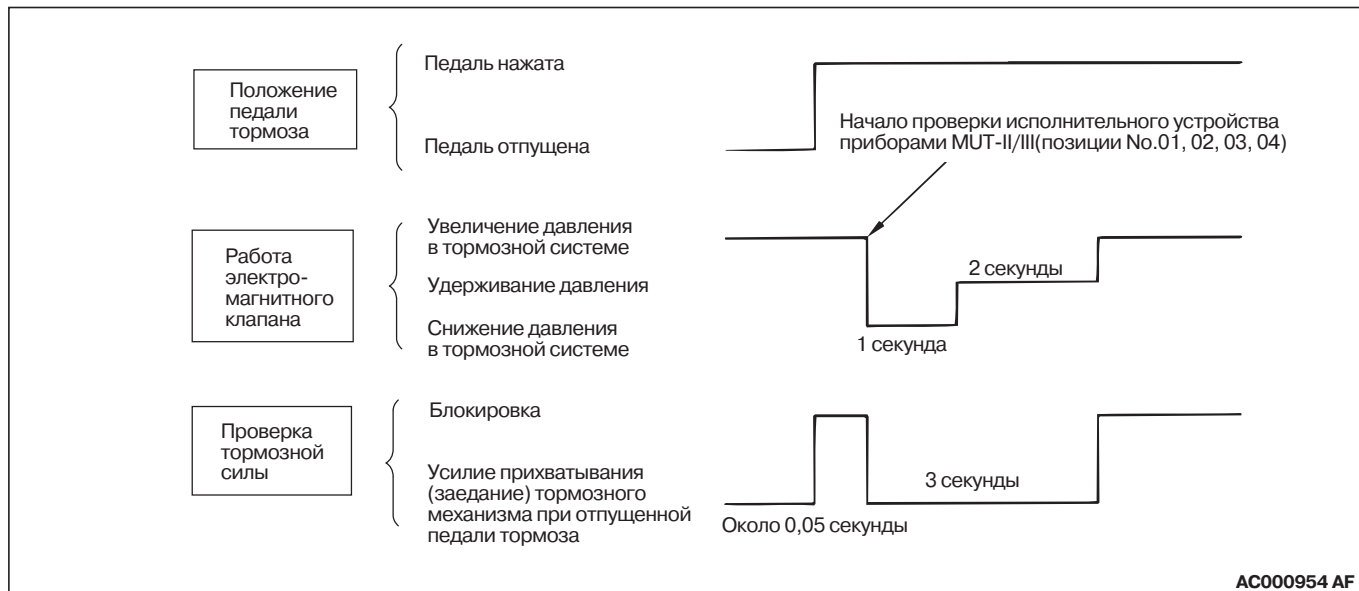 Положение
педали
тормоза
Педаль нажата
Педаль отпущена
Начало проверки исполнительного устройства
приборами MUT-II/III(позиции No.01, 02, 03, 04)
Работа
электро-
магнитного
клапана
Увеличение давления
в тормозной системе
Удерживание давления
Снижение давления
в тормозной системе
2 секунды
1 секунда
Проверка
тормозной
силы
Блокировка
Усилие прихватывания
(заедание) тормозного
механизма при отпущенной
педали тормоза
3 секунды
Около 0,05 секунды
AC000954 AF